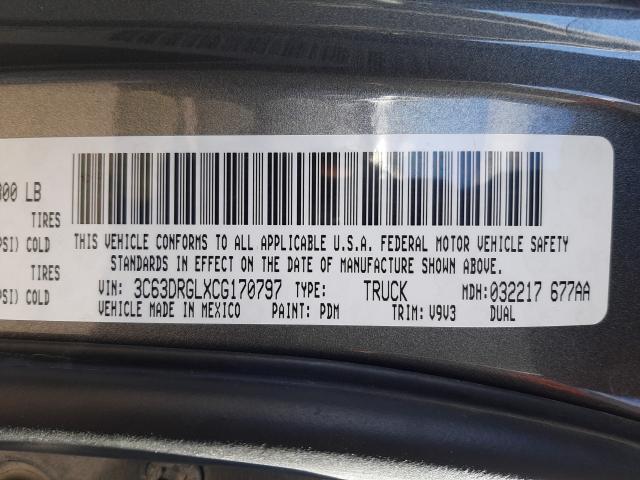 300 LB
TIRES
PSI) COLD
TIRES
PSI) COLD
THIS VEHICLE CONFORMS TO ALL APPLICABLE U.S.A. FEDERAL MOTOR VEHICLE SAFETY
STANDARDS IN EFFECT ON THE DATE OF MANUFACTURE SHOWN ABOVE.
VIN: 3C63DRGLXCG170797 TYPE: TRUCK MDH: 032217 677AA
VEHICLE MADE IN MEXICO PAINT: PDM TRIM: V9V3 DUAL